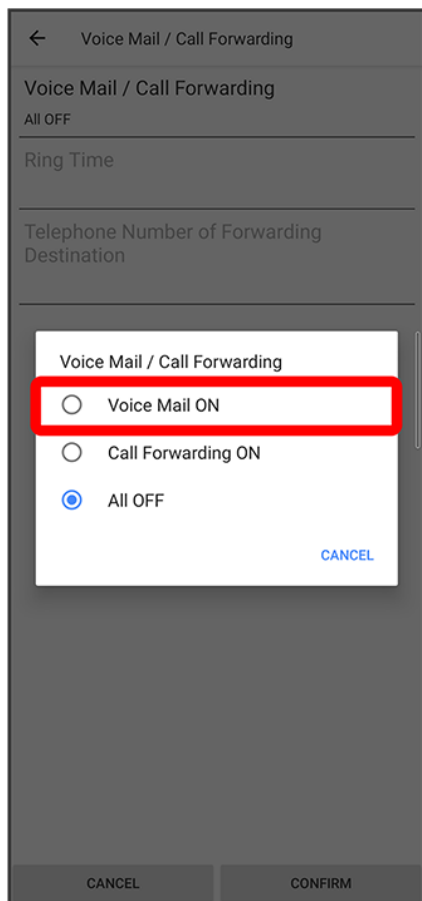 Voice Mail / Call Forwarding
Voice Mail / Call Forwarding
All OFF
Ring Time
Telephone Number of Forwarding
Destination
Voice Mail / Call Forwarding
Voice Mail ON
Call Forwarding ON
All OFF
CANCEL
CANCEL
CONFIRM